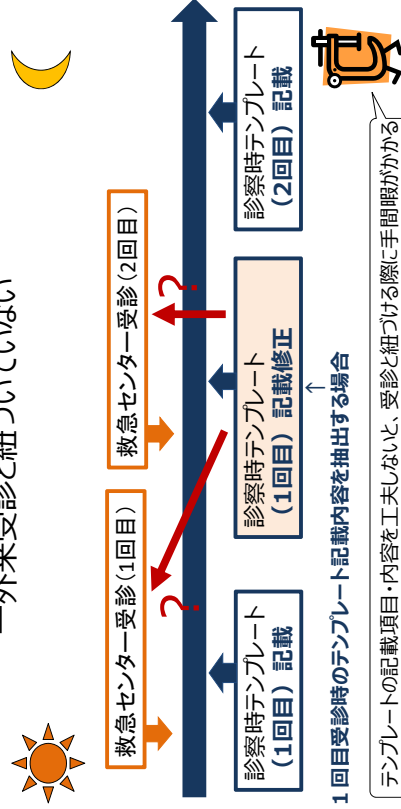 ―外来受診と紐づいていない
救急センター受診(1回目)
救急センター受診(2回目)
?
?
診察時テンプレート
(1回目) 記載
診察時テンプレート
(1回目) 記載修正
診察時テンプレート
(2回目) 記載
↑
1回目受診時のテンプレート記載内容を抽出する場合
テンプレートの記載項目・内容を工夫しないと、受診と紐づける際に手間暇がかかる